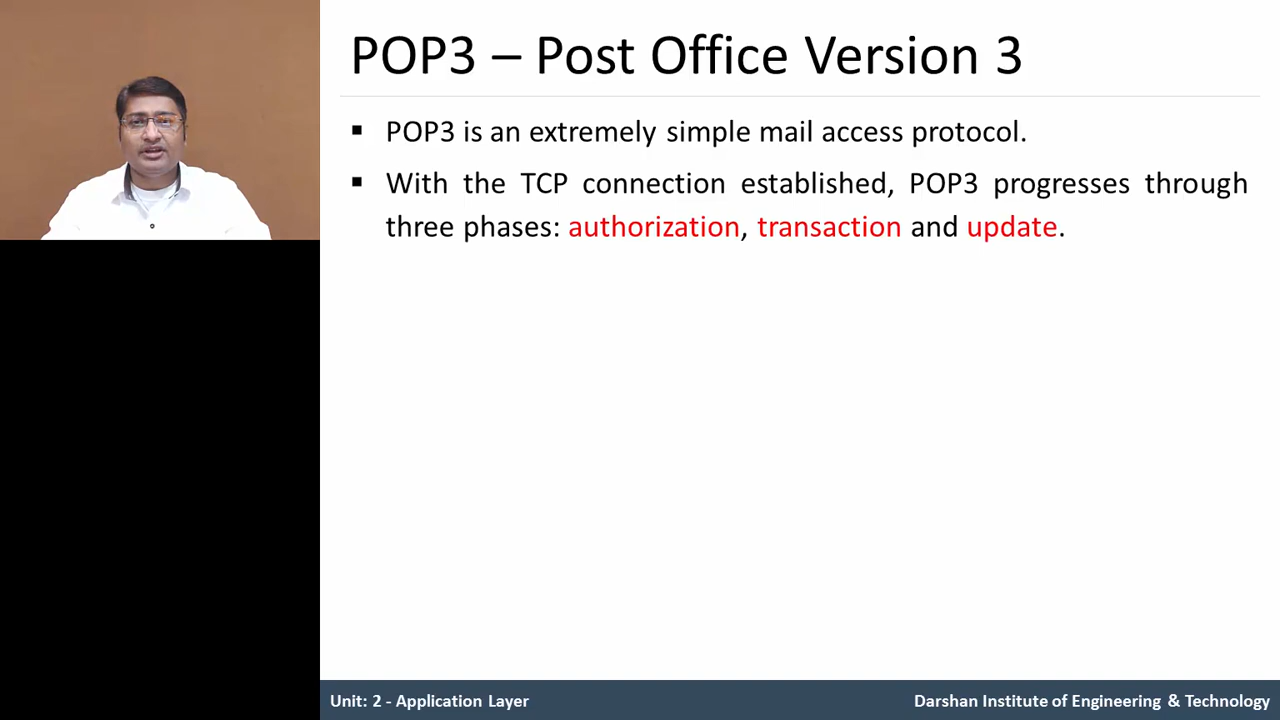 POP3 – Post Office Version 3
▪ POP3 is an extremely simple mail access protocol.
▪ With the TCP connection established, POP3 progresses through
three phases: authorization, transaction and update.
Unit: 2 - Application Layer
Darshan Institute of Engineering & Technology